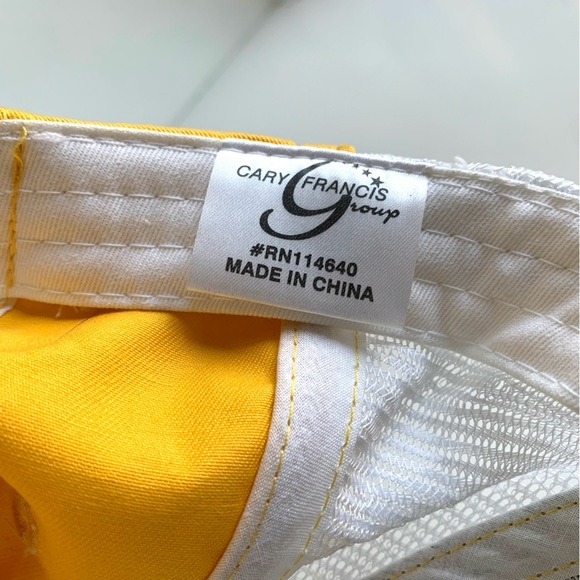 CARY FRANCIS
Group
#RN114640
MADE IN CHINA